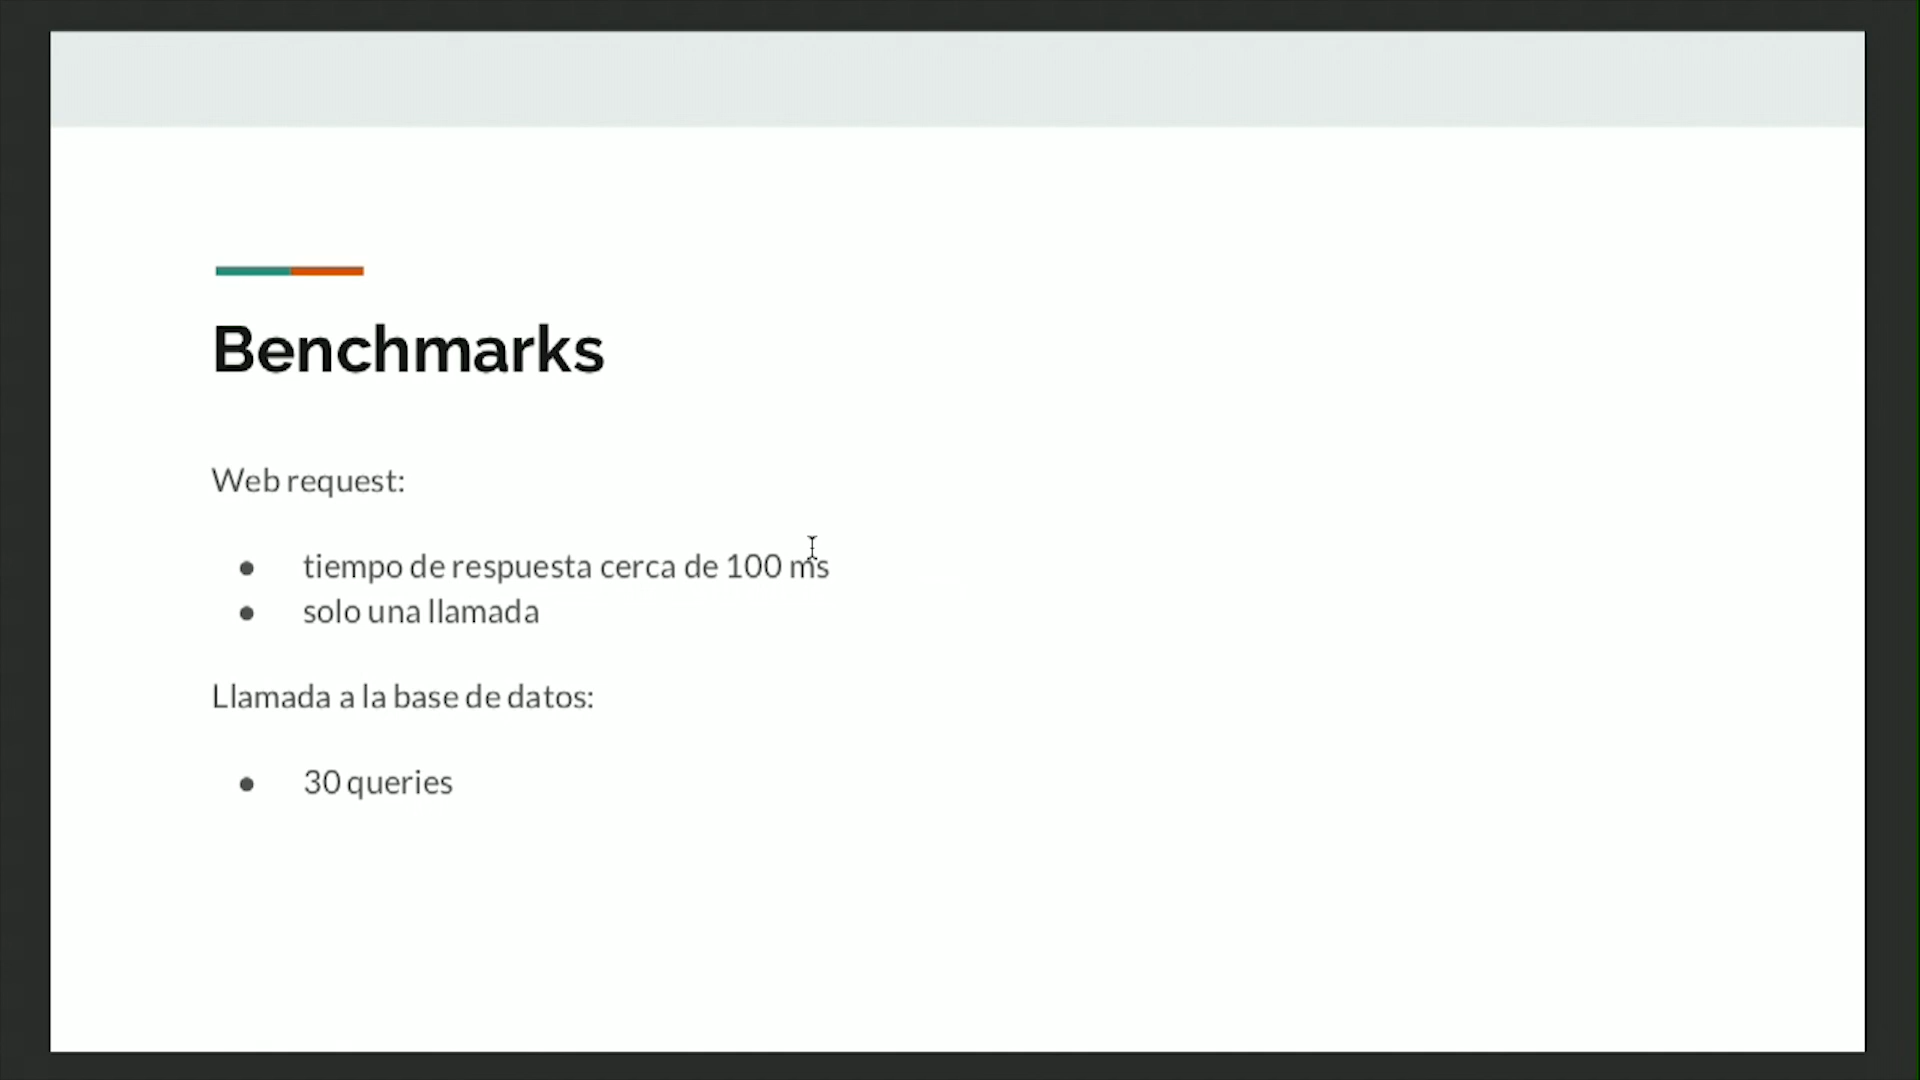 Benchmarks
Web request:
● tiempo de respuesta cerca de 100 ms
● solo una llamada
Llamada a la base de datos:
● 30 queries